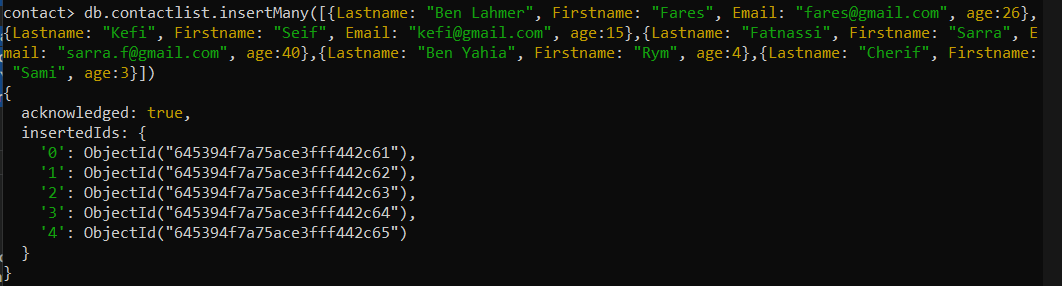 contact> db.contactlist.insertMany([{Lastname: "Ben Lahmer", Firstname: "Fares", Email: "fares@gmail.com", age:26},
{Lastname: "Kefi", Firstname: "Seif", Email: "kefi@gmail.com", age:15},{Lastname: "Fatnassi", Firstname: "Sarra", E
mail: "sarra.f@gmail.com", age:40},{Lastname: "Ben Yahia", Firstname: "Rym", age:4},{Lastname: "Cherif", Firstname:
 "Sami", age:3}])
{
  acknowledged: true,
  insertedIds: {
    '0': ObjectId("645394f7a75ace3fff442c61"),
    '1': ObjectId("645394f7a75ace3fff442c62"),
    '2': ObjectId("645394f7a75ace3fff442c63"),
    '3': ObjectId("645394f7a75ace3fff442c64"),
    '4': ObjectId("645394f7a75ace3fff442c65")
  }
}